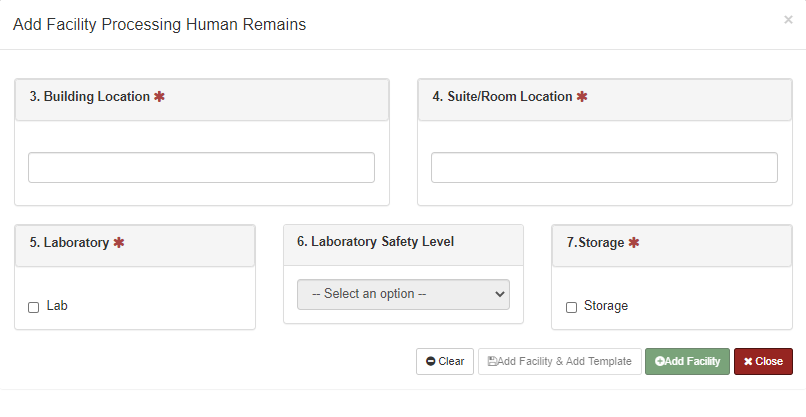 Add Facility Processing Human Remains
×
3. Building Location ✱
4. Suite/Room Location ✱
5. Laboratory ✱
6. Laboratory Safety Level
7.Storage ✱
Lab
-- Select an option --
Storage
Clear
Add Facility & Add Template
Add Facility
Close